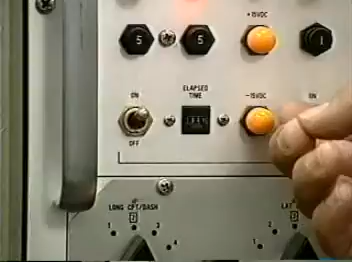 +15VDC
5 5 1
ELAPSED
TIME
ON -15VDC ON
OFF
LONG CPT/DASH LAT
2 3 2
1 4 1